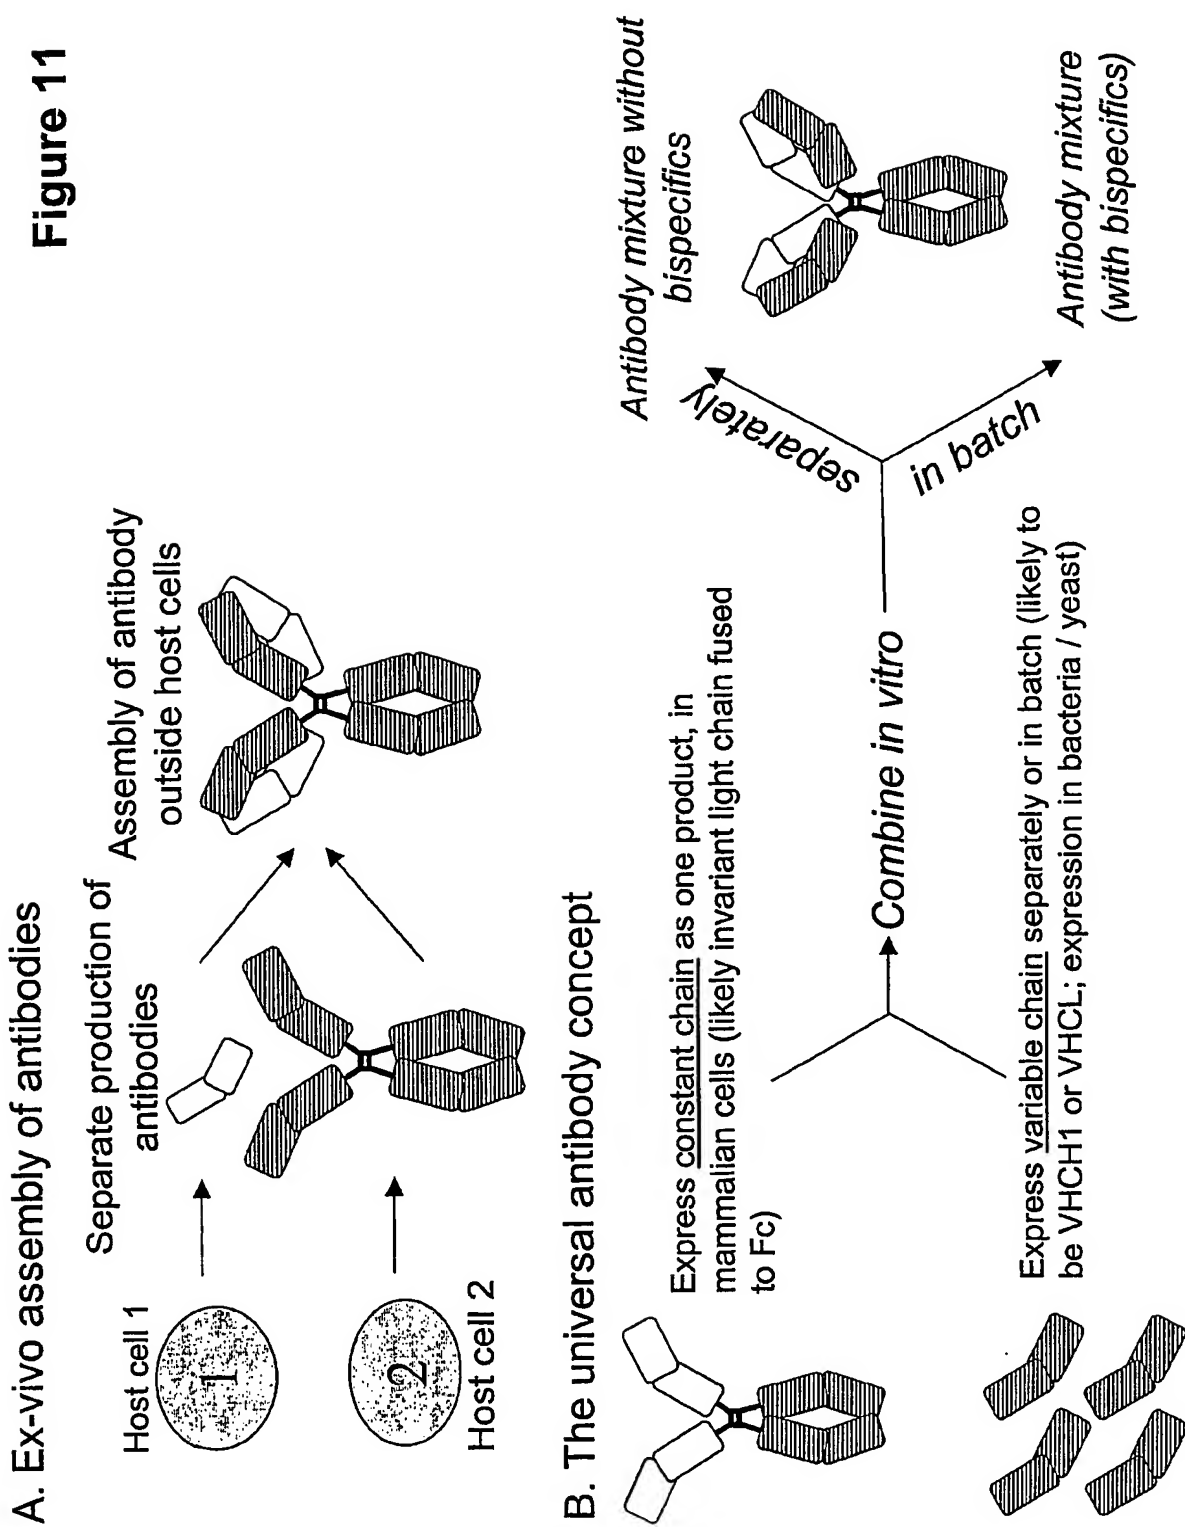 Figure 11
A. Ex-vivo assembly of antibodies
Host cell 1
1
2
Host cell 2
Separate production of
antibodies
Assembly of antibody
outside host cells
B. The universal antibody concept
Express constant chain as one product, in
mammalian cells (likely invariant light chain fused
to Fc)
Express variable chain separately or in batch (likely to
be VHCH1 or VHCL; expression in bacteria / yeast)
Combine in vitro
separately
in batch
Antibody mixture without
bispecifics
Antibody mixture
(with bispecifics)